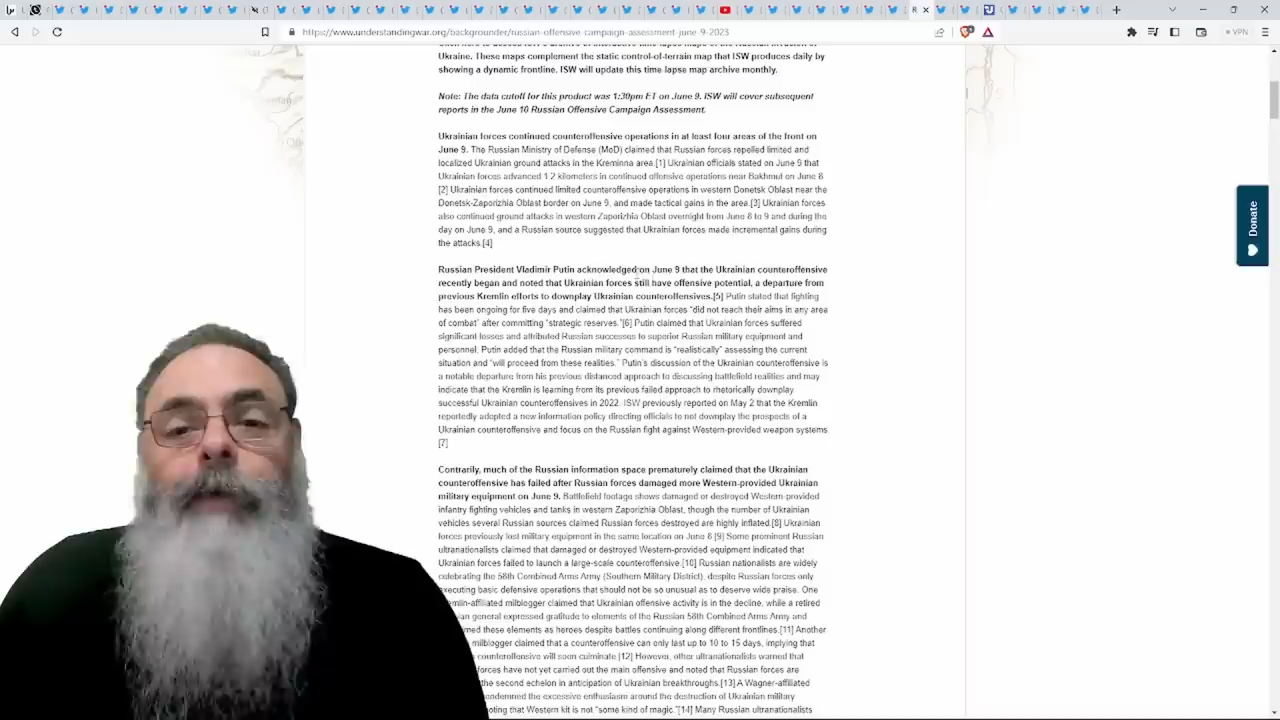 R
VPN
https://www.understandingwar.org/backgrounder/russian-offensive-campaign-assessment-june-9-2023
Click here to access ISW's archive of interactive time-lapse maps of the Russian invasion of
Ukraine. These maps complement the static control-of-terrain map that ISW produces daily by
showing a dynamic frontline. ISW will update this time lapse map archive monthly.
Note: The data cutoff for this product was 1:30pm ET on June 9. ISW will cover subsequent
reports in the June 10 Russian Offensive Campaign Assessment.
Ukrainian forces continued counteroffensive operations in at least four areas of the front on
June 9. The Russian Ministry of Defense (MoD) claimed that Russian forces repelled limited and
localized Ukrainian ground attacks in the Kreminna area.[1] Ukrainian officials stated on June 9 that
Ukrainian forces advanced 1.2 kilometers in continued offensive operations near Bakhmut on June 8.
[2] Ukrainian forces continued limited counteroffensive operations in western Donetsk Oblast near the
Donetsk-Zaporizhia Oblast border on June 9, and made tactical gains in the area.[3] Ukrainian forces
also continued ground attacks in western Zaporizhia Oblast overnight from June 8 to 9 and during the
day on June 9, and a Russian source suggested that Ukrainian forces made incremental gains during
the attacks.[4]
Russian President Vladimir Putin acknowledged on June 9 that the Ukrainian counteroffensive
recently began and noted that Ukrainian forces still have offensive potential, a departure from
previous Kremlin efforts to downplay Ukrainian counteroffensives.[5] Putin stated that fighting
has been ongoing for five days and claimed that Ukrainian forces “did not reach their aims in any area
of combat” after committing “strategic reserves.”[6] Putin claimed that Ukrainian forces suffered
significant losses and attributed Russian successes to superior Russian military equipment and
personnel. Putin added that the Russian military command is “realistically” assessing the current
situation and “will proceed from these realities.” Putin’s discussion of the Ukrainian counteroffensive is
a notable departure from his previous distanced approach to discussing battlefield realities and may
indicate that the Kremlin is learning from its previous failed approach to rhetorically downplay
successful Ukrainian counteroffensives in 2022. ISW previously reported on May 2 that the Kremlin
reportedly adopted a new information policy directing officials to not downplay the prospects of a
Ukrainian counteroffensive and focus on the Russian fight against Western-provided weapon systems.
[7]
Contrarily, much of the Russian information space prematurely claimed that the Ukrainian
counteroffensive has failed after Russian forces damaged more Western-provided Ukrainian
military equipment on June 9. Battlefield footage shows damaged or destroyed Western-provided
infantry fighting vehicles and tanks in western Zaporizhia Oblast, though the number of Ukrainian
vehicles several Russian sources claimed Russian forces destroyed are highly inflated.[8] Ukrainian
forces previously lost military equipment in the same location on June 8.[9] Some prominent Russian
ultranationalists claimed that damaged or destroyed Western-provided equipment indicated that
Ukrainian forces failed to launch a large-scale counteroffensive.[10] Russian nationalists are widely
celebrating the 58th Combined Arms Army (Southern Military District), despite Russian forces only
executing basic defensive operations that should not be so unusual as to deserve wide praise. One
Kremlin-affiliated milblogger claimed that Ukrainian offensive activity is in the decline, while a retired
general expressed gratitude to elements of the Russian 58th Combined Arms Army and
these elements as heroes despite battles continuing along different frontlines.[11] Another
milblogger claimed that a counteroffensive can only last up to 10 to 15 days, implying that
counteroffensive will soon culminate.[12] However, other ultranationalists warned that
forces have not yet carried out the main offensive and noted that Russian forces are
the second echelon in anticipation of Ukrainian breakthroughs.[13] A Wagner-affiliated
the excessive enthusiasm around the destruction of Ukrainian military
that Western kit is not “some kind of magic.”[14] Many Russian ultranationalists
Donate